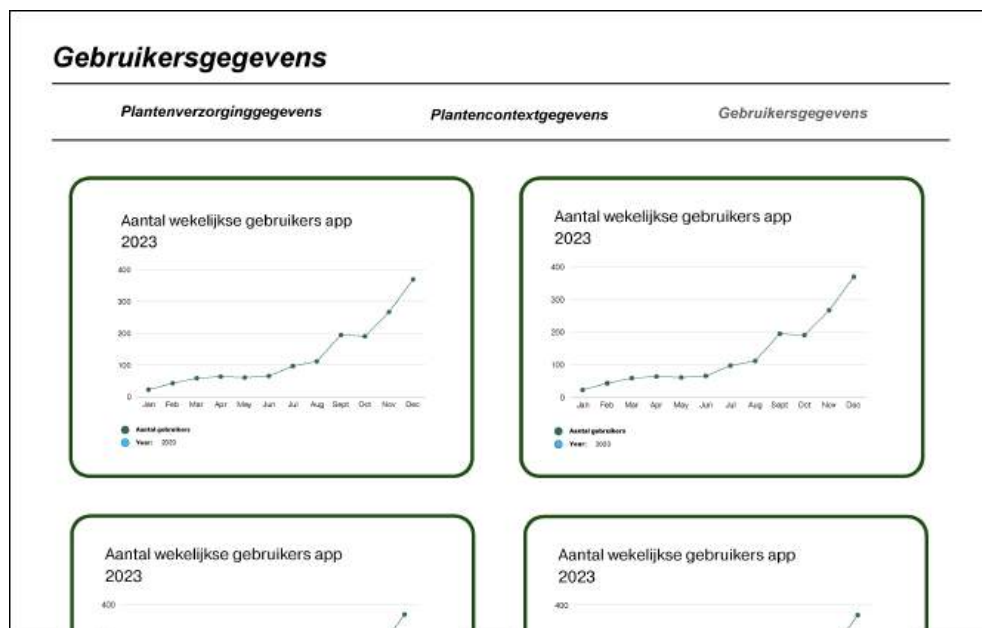 Gebruikersgegevens
Plantenverzorginggegevens Plantencontextgegevens Gebruikersgegevens
Aantal wekelijkse gebruikers app
2023
400
300
200
100
0
Jan Feb Mar Apr May Jun Jul Aug Sept Oct Nov Dec
Aantal gebruikers
Year: 2023
Aantal wekelijkse gebruikers app
2023
400
300
200
100
0
Jan Feb Mar Apr May Jun Jul Aug Sept Oct Nov Dec
Aantal gebruikers
Year: 2023
Aantal wekelijkse gebruikers app
2023
400
Aantal wekelijkse gebruikers app
2023
400